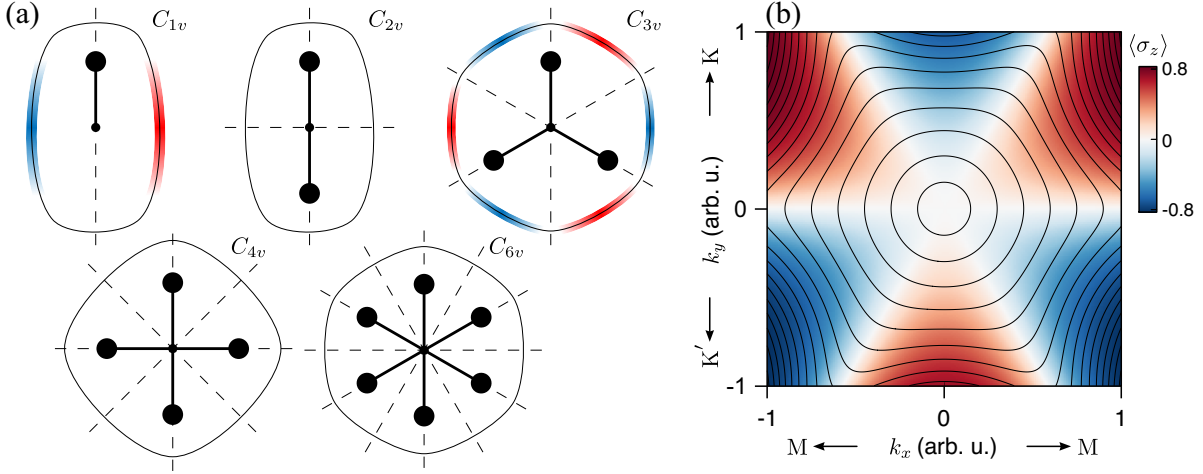 (a)
C1v
C2v
C3v
C4v
C6v
(b)
⟨σz⟩
0.8
0
-0.8
1
0
-1
K
ky (arb. u.)
K′
-1
0
1
M
kx (arb. u.)
M